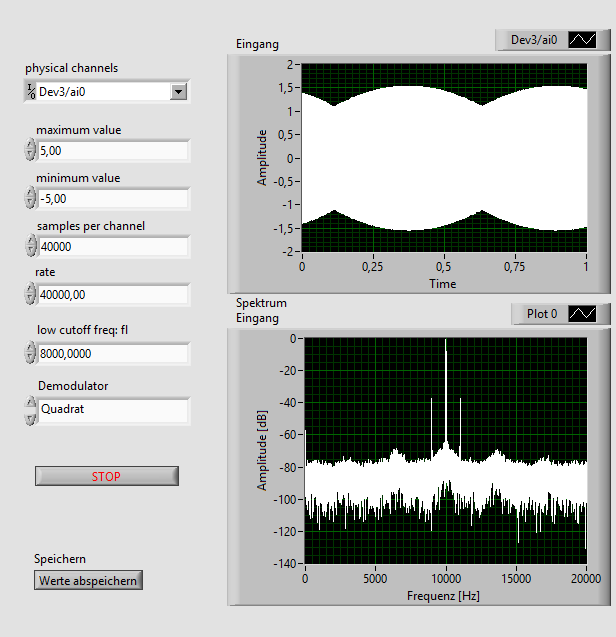 physical channels
Dev3/ai0
maximum value
5,00
minimum value
-5,00
samples per channel
40000
rate
40000,00
low cutoff freq: fl
8000,0000
Demodulator
Quadrat
STOP
Speichern
Werte abspeichern
Eingang
Dev3/ai0
Amplitude
2
1,5
1
0,5
0
-0,5
-1
-1,5
-2
0 0,25 0,5 0,75 1
Time
Spektrum
Eingang
Plot 0
Amplitude [dB]
0
-20
-40
-60
-80
-100
-120
-140
0 5000 10000 15000 20000
Frequenz [Hz]